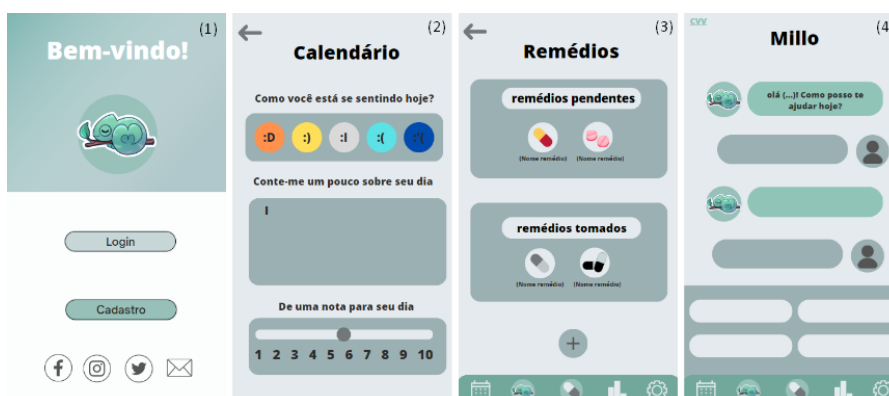 (1)
Bem-vindo!
Login
Cadastro
(2)
Calendário
Como você está se sentindo hoje?
:D :) :I :( :'(
Conte-me um pouco sobre seu dia
I
De uma nota para seu dia
1 2 3 4 5 6 7 8 9 10
(3)
Remédios
remédios pendentes
(Nome remédio) (Nome remédio)
remédios tomados
(Nome remédio) (Nome remédio)
+
CVV
(4
Millo
olá (...)! Como posso te
ajudar hoje?